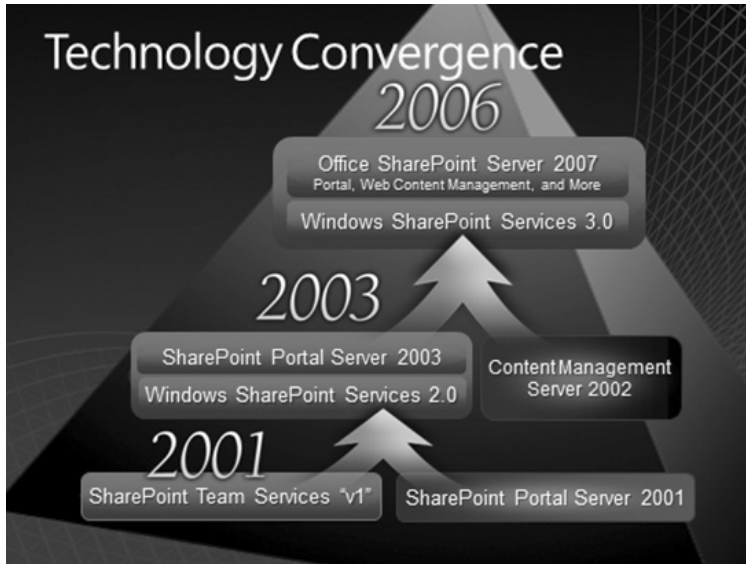 Technology Convergence
2006
Office SharePoint Server 2007
Portal, Web Content Management, and More
Windows SharePoint Services 3.0
2003
SharePoint Portal Server 2003
Windows SharePoint Services 2.0
Content Management
Server 2002
2001
SharePoint Team Services "v1"
SharePoint Portal Server 2001